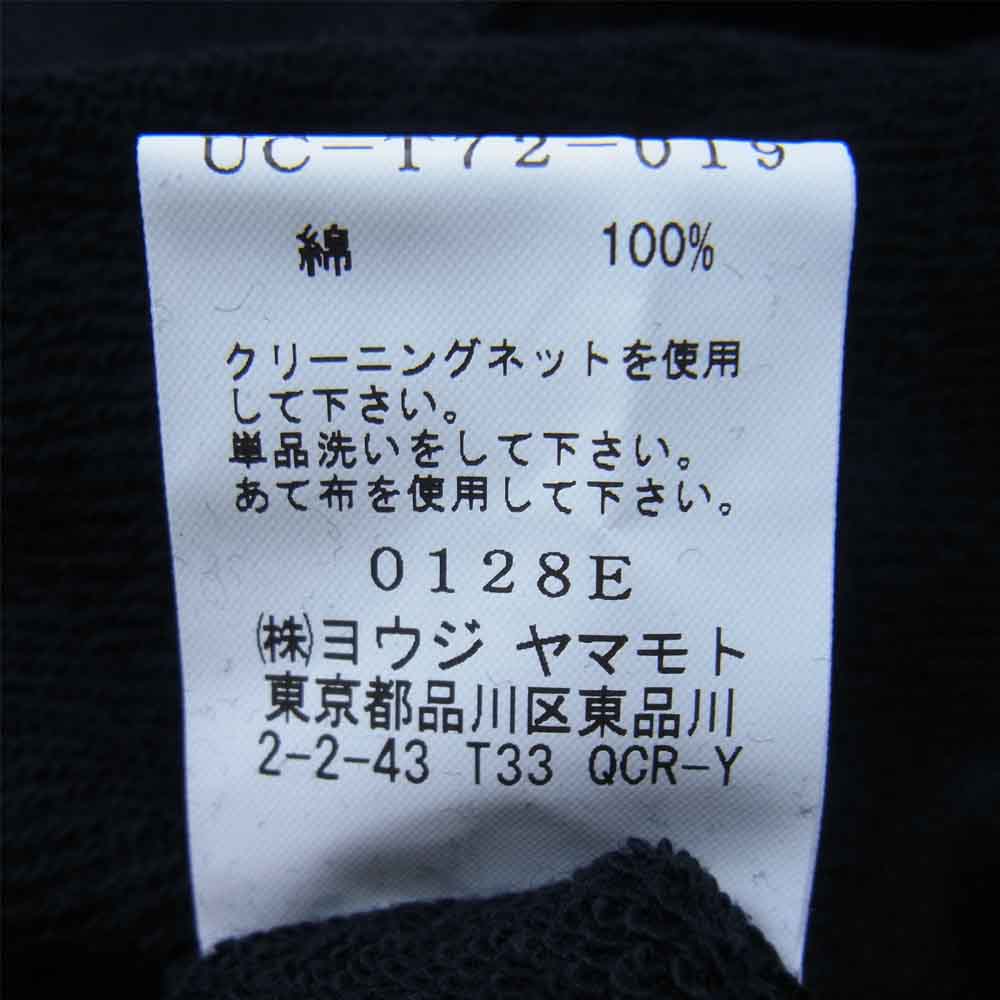 UC-T72-019
綿 100%
クリーニングネットを使用
して下さい。
単品洗いをして下さい。
あて布を使用して下さい。
0128E
㈱ヨウジ ヤマモト
東京都品川区東品川
2-2-43 T33 QCR-Y